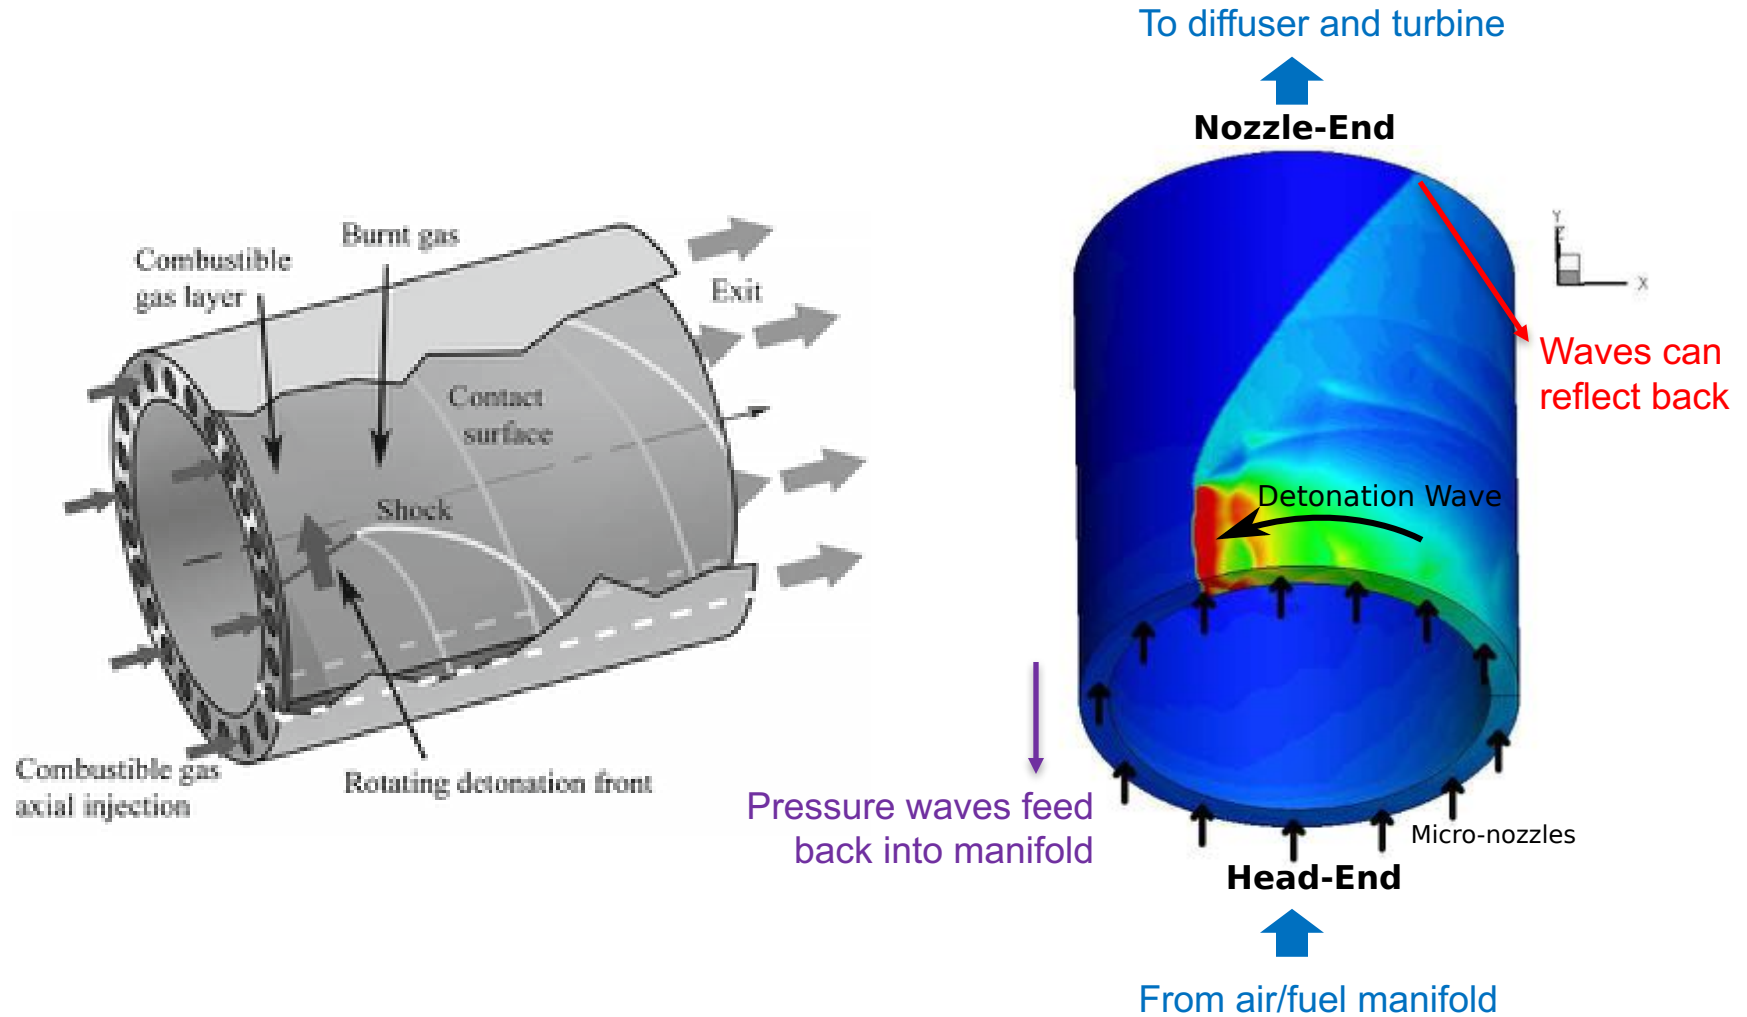 Combustible
gas layer
Burnt gas
Exit
Contact
surface
Shock
Combustible gas
axial injection
Rotating detonation front
To diffuser and turbine
Nozzle-End
Y
Z
X
Waves can
reflect back
Detonation Wave
Pressure waves feed
back into manifold
Micro-nozzles
Head-End
From air/fuel manifold